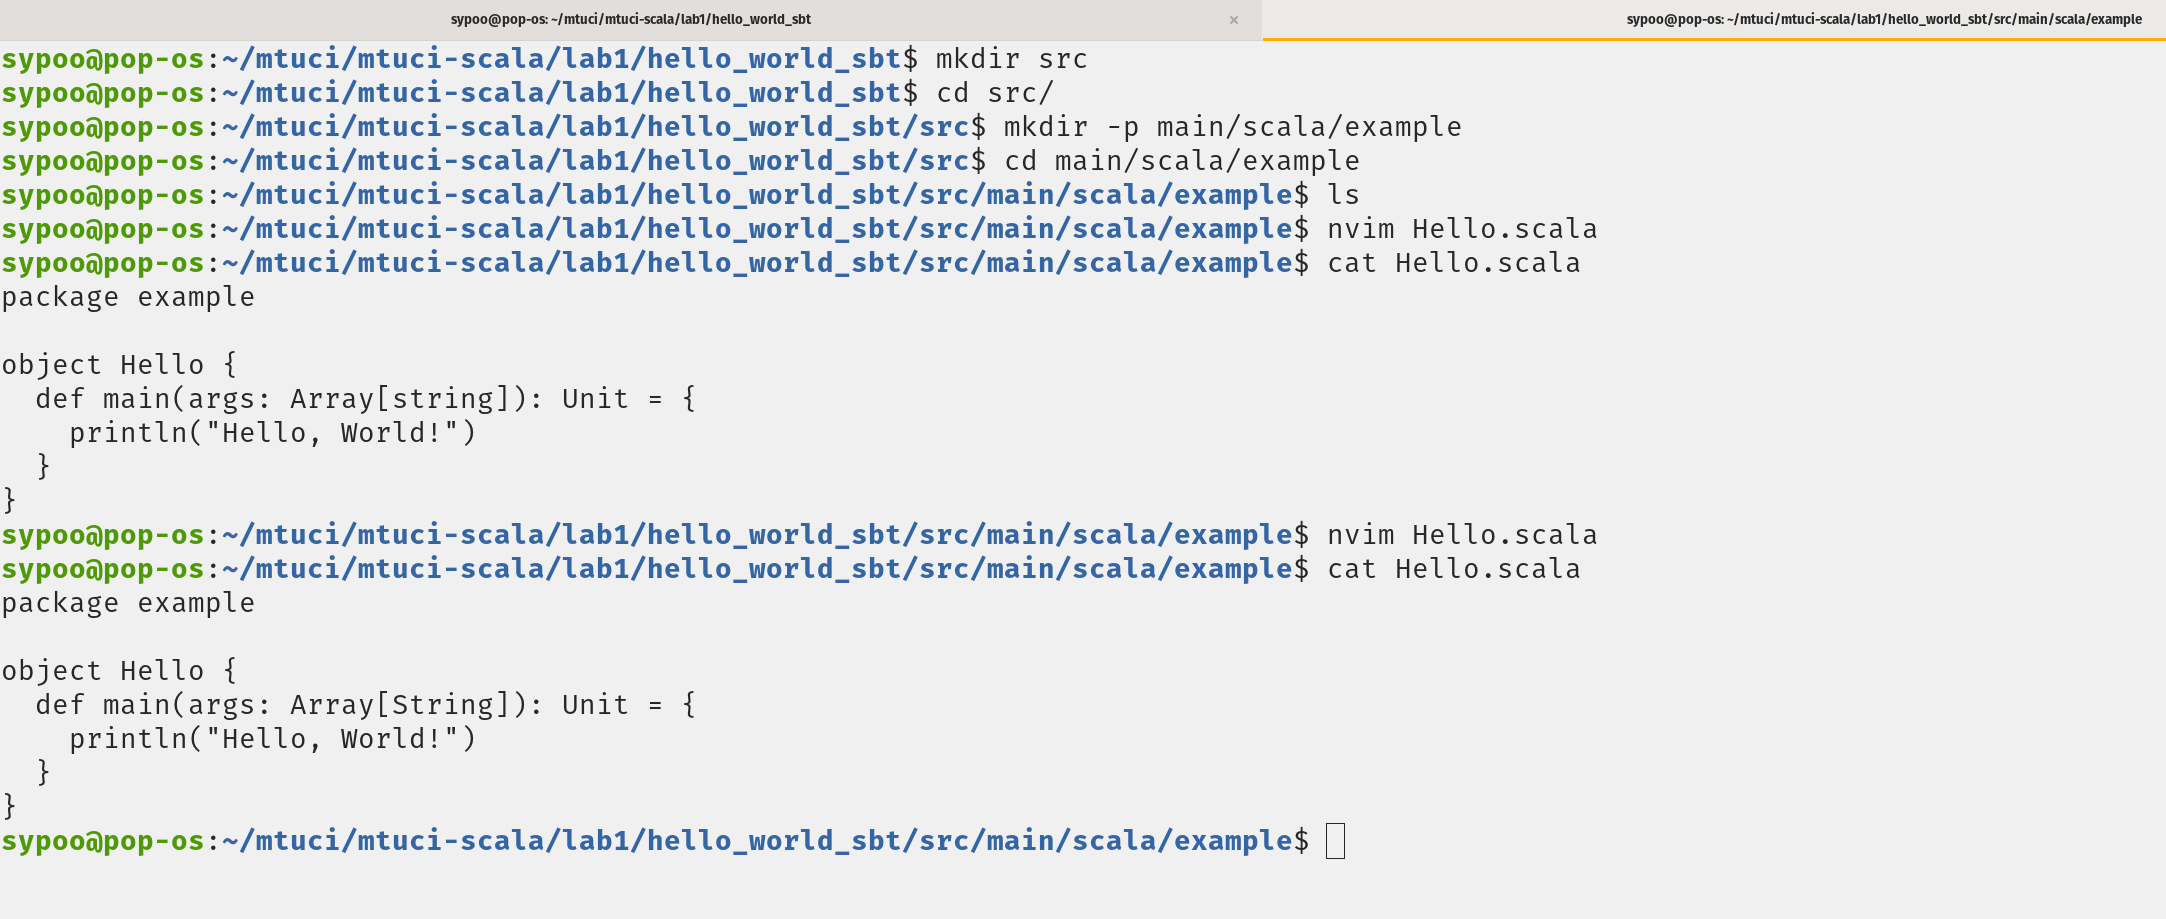 sypoo@pop-os: ~/mtuci/mtuci-scala/lab1/hello_world_sbt × sypoo@pop-os: ~/mtuci/mtuci-scala/lab1/hello_world_sbt/src/main/scala/example
sypoo@pop-os:~/mtuci/mtuci-scala/lab1/hello_world_sbt$ mkdir src
sypoo@pop-os:~/mtuci/mtuci-scala/lab1/hello_world_sbt$ cd src/
sypoo@pop-os:~/mtuci/mtuci-scala/lab1/hello_world_sbt/src$ mkdir -p main/scala/example
sypoo@pop-os:~/mtuci/mtuci-scala/lab1/hello_world_sbt/src$ cd main/scala/example
sypoo@pop-os:~/mtuci/mtuci-scala/lab1/hello_world_sbt/src/main/scala/example$ ls
sypoo@pop-os:~/mtuci/mtuci-scala/lab1/hello_world_sbt/src/main/scala/example$ nvim Hello.scala
sypoo@pop-os:~/mtuci/mtuci-scala/lab1/hello_world_sbt/src/main/scala/example$ cat Hello.scala
package example

object Hello {
  def main(args: Array[string]): Unit = {
    println("Hello, World!")
  }
}
sypoo@pop-os:~/mtuci/mtuci-scala/lab1/hello_world_sbt/src/main/scala/example$ nvim Hello.scala
sypoo@pop-os:~/mtuci/mtuci-scala/lab1/hello_world_sbt/src/main/scala/example$ cat Hello.scala
package example

object Hello {
  def main(args: Array[String]): Unit = {
    println("Hello, World!")
  }
}
sypoo@pop-os:~/mtuci/mtuci-scala/lab1/hello_world_sbt/src/main/scala/example$